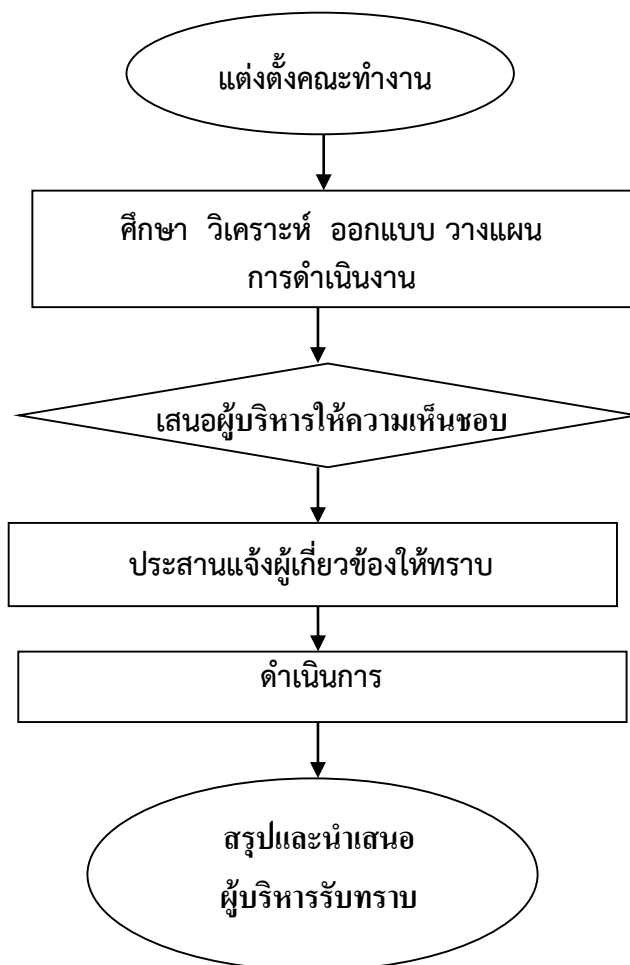 แต่งตั้งคณะทำงาน
ศึกษา วิเคราะห์ ออกแบบ วางแผน
การดำเนินงาน
เสนอผู้บริหารให้ความเห็นชอบ
ประสานแจ้งผู้เกี่ยวข้องให้ทราบ
ดำเนินการ
สรุปและนำเสนอ
ผู้บริหารรับทราบ